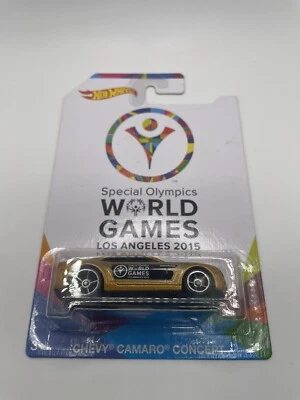 Hot Wheels
Special Olympics
WORLD
GAMES
LOS ANGELES 2015
WORLD
GAMES
CHEVY® CAMARO® CONCEPT